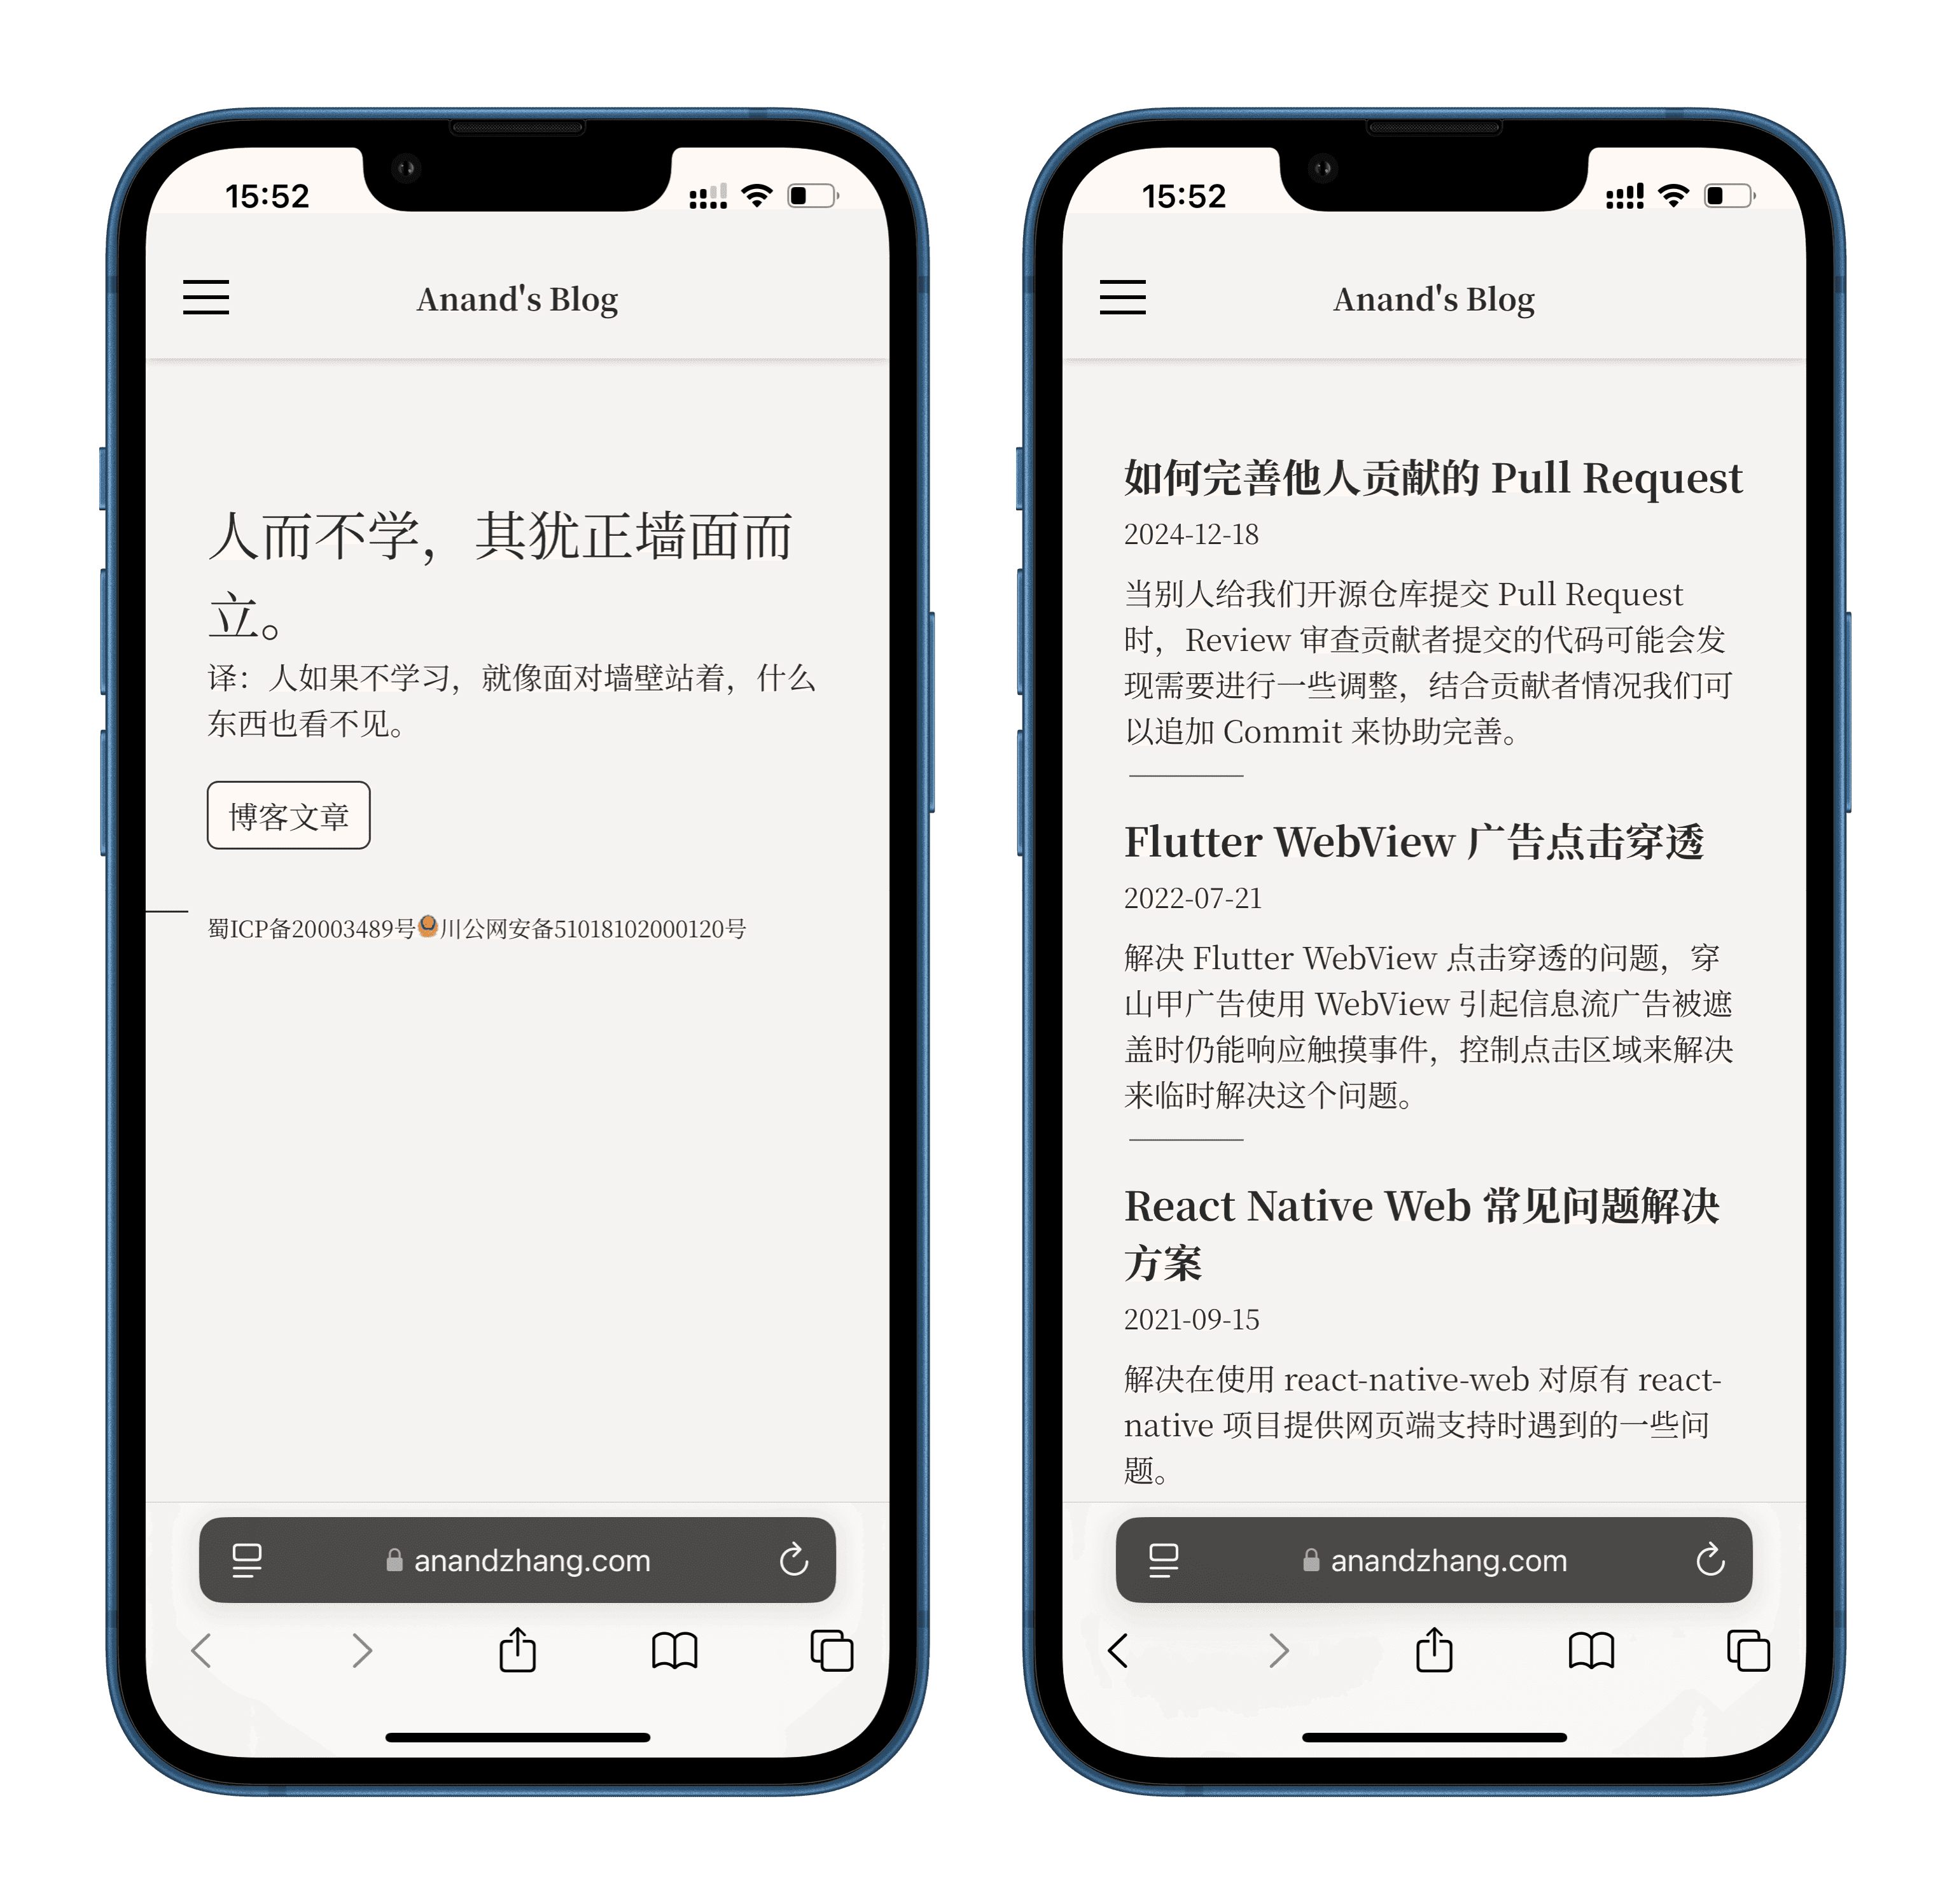 15:52
Anand's Blog
人而不学，其犹正墙面而
立。
译：人如果不学习，就像面对墙壁站着，什么
东西也看不见。
博客文章
蜀ICP备20003489号川公网安备51018102000120号
anandzhang.com
15:52
Anand's Blog
如何完善他人贡献的 Pull Request
2024-12-18
当别人给我们开源仓库提交 Pull Request
时，Review 审查贡献者提交的代码可能会发
现需要进行一些调整，结合贡献者情况我们可
以追加 Commit 来协助完善。
Flutter WebView 广告点击穿透
2022-07-21
解决 Flutter WebView 点击穿透的问题，穿
山甲广告使用 WebView 引起信息流广告被遮
盖时仍能响应触摸事件，控制点击区域来解决
来临时解决这个问题。
React Native Web 常见问题解决
方案
2021-09-15
解决在使用 react-native-web 对原有 react-
native 项目提供网页端支持时遇到的一些问
题。
anandzhang.com